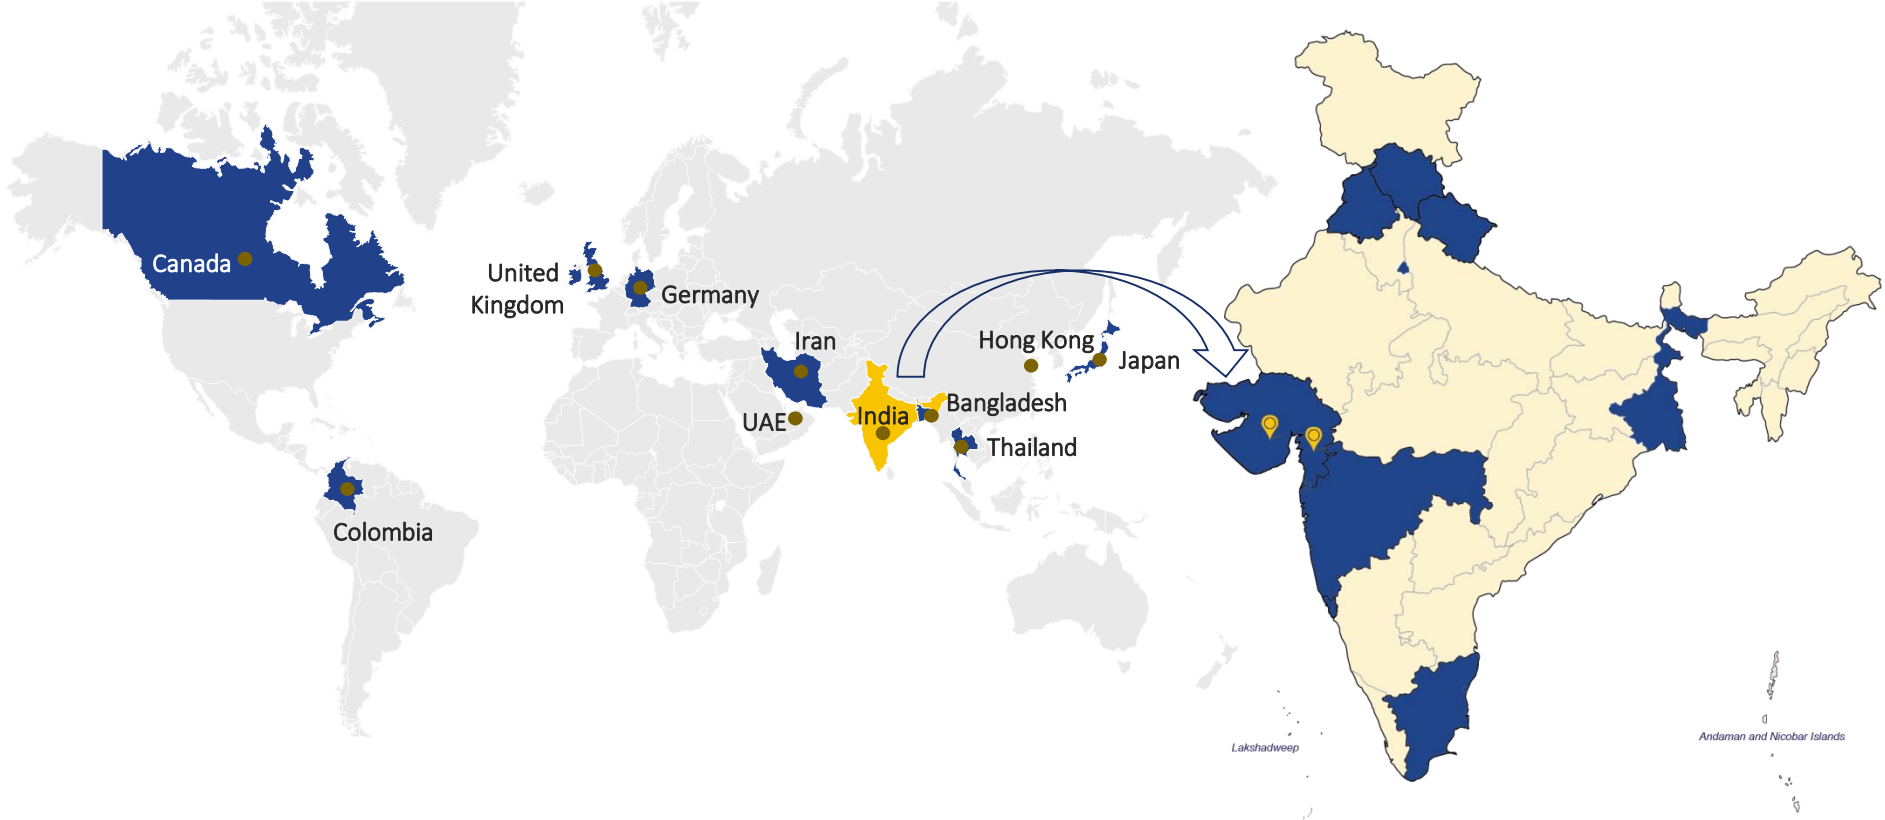 Canada
United
Kingdom
Germany
Iran
Hong Kong
Japan
UAE
India
Bangladesh
Thailand
Colombia
Lakshadweep
Andaman and Nicobar Islands